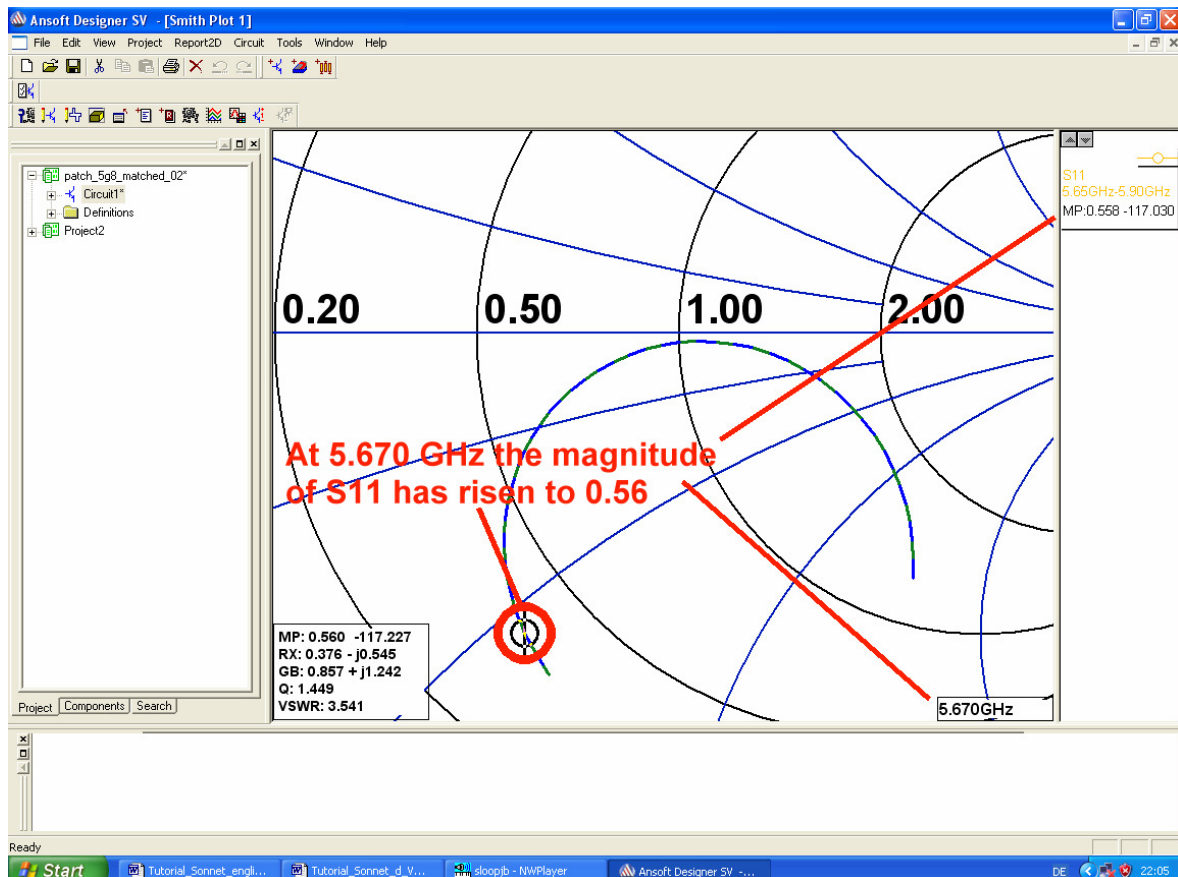 Ansoft Designer SV - [Smith Plot 1]
File Edit View Project Report2D Circuit Tools Window Help
patch_5g8_matched_02*
Circuit1*
Definitions
Project2
Project Components Search
S11
5.65GHz-5.90GHz
MP:0.558 -117.030
0.20 0.50 1.00 2.00
At 5.670 GHz the magnitude
of S11 has risen to 0.56
MP: 0.560 -117.227
RX: 0.376 - j0.545
GB: 0.857 + j1.242
Q: 1.449
VSWR: 3.541
5.670GHz
Ready
Start Tutorial_Sonnet_engli... Tutorial_Sonnet_d_V... sloopjb - NWPlayer Ansoft Designer SV -... DE 22:05